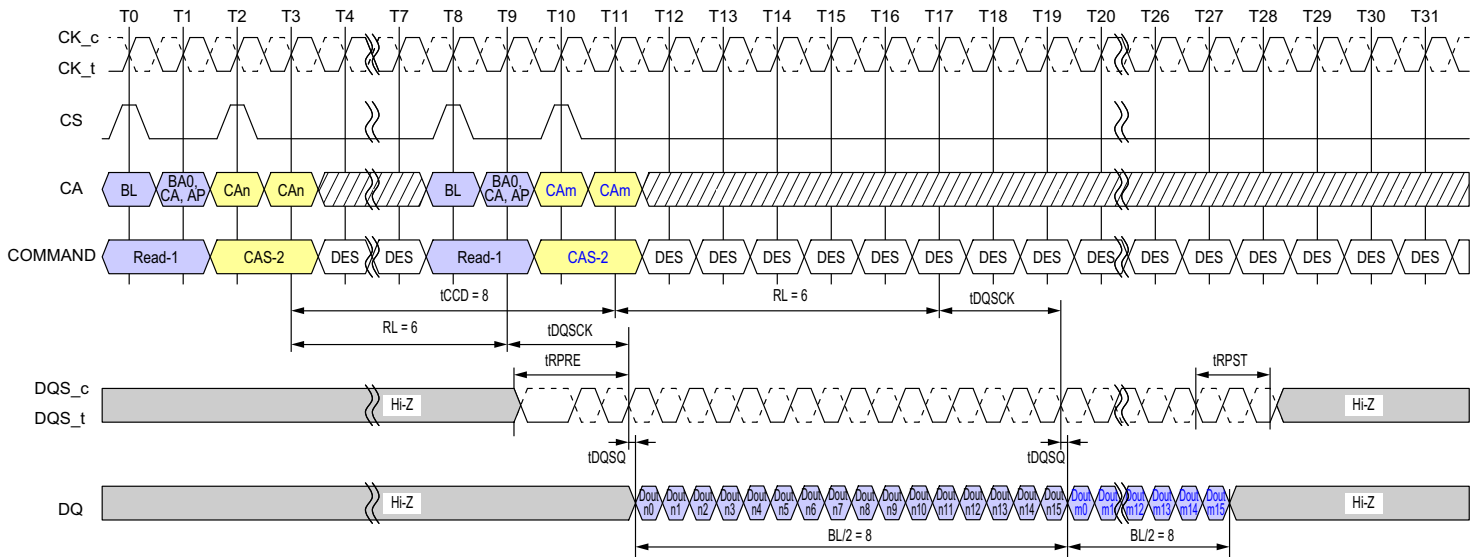 T0 T1 T2 T3 T4 T7 T8 T9 T10 T11 T12 T13 T14 T15 T16 T17 T18 T19 T20 T26 T27 T28 T29 T30 T31
CK_c
CK_t
CS
CA BL BA0, CA, AP CAn CAn BL BA0, CA, AP CAm CAm
COMMAND Read-1 CAS-2 DES DES Read-1 CAS-2 DES DES DES DES DES DES DES DES DES DES DES DES DES DES DES
tCCD = 8 RL = 6 tDQSCK
RL = 6 tDQSCK
tRPRE tRPST
DQS_c
Hi-Z Hi-Z
DQS_t
tDQSQ tDQSQ
DQ Hi-Z Dout n0 Dout n1 Dout n2 Dout n3 Dout n4 Dout n5 Dout n6 Dout n7 Dout n8 Dout n9 Dout n10 Dout n11 Dout n12 Dout n13 Dout n14 Dout n15 Dout m0 Dout m1 Dout m12 Dout m13 Dout m14 Dout m15 Hi-Z
BL/2 = 8 BL/2 = 8